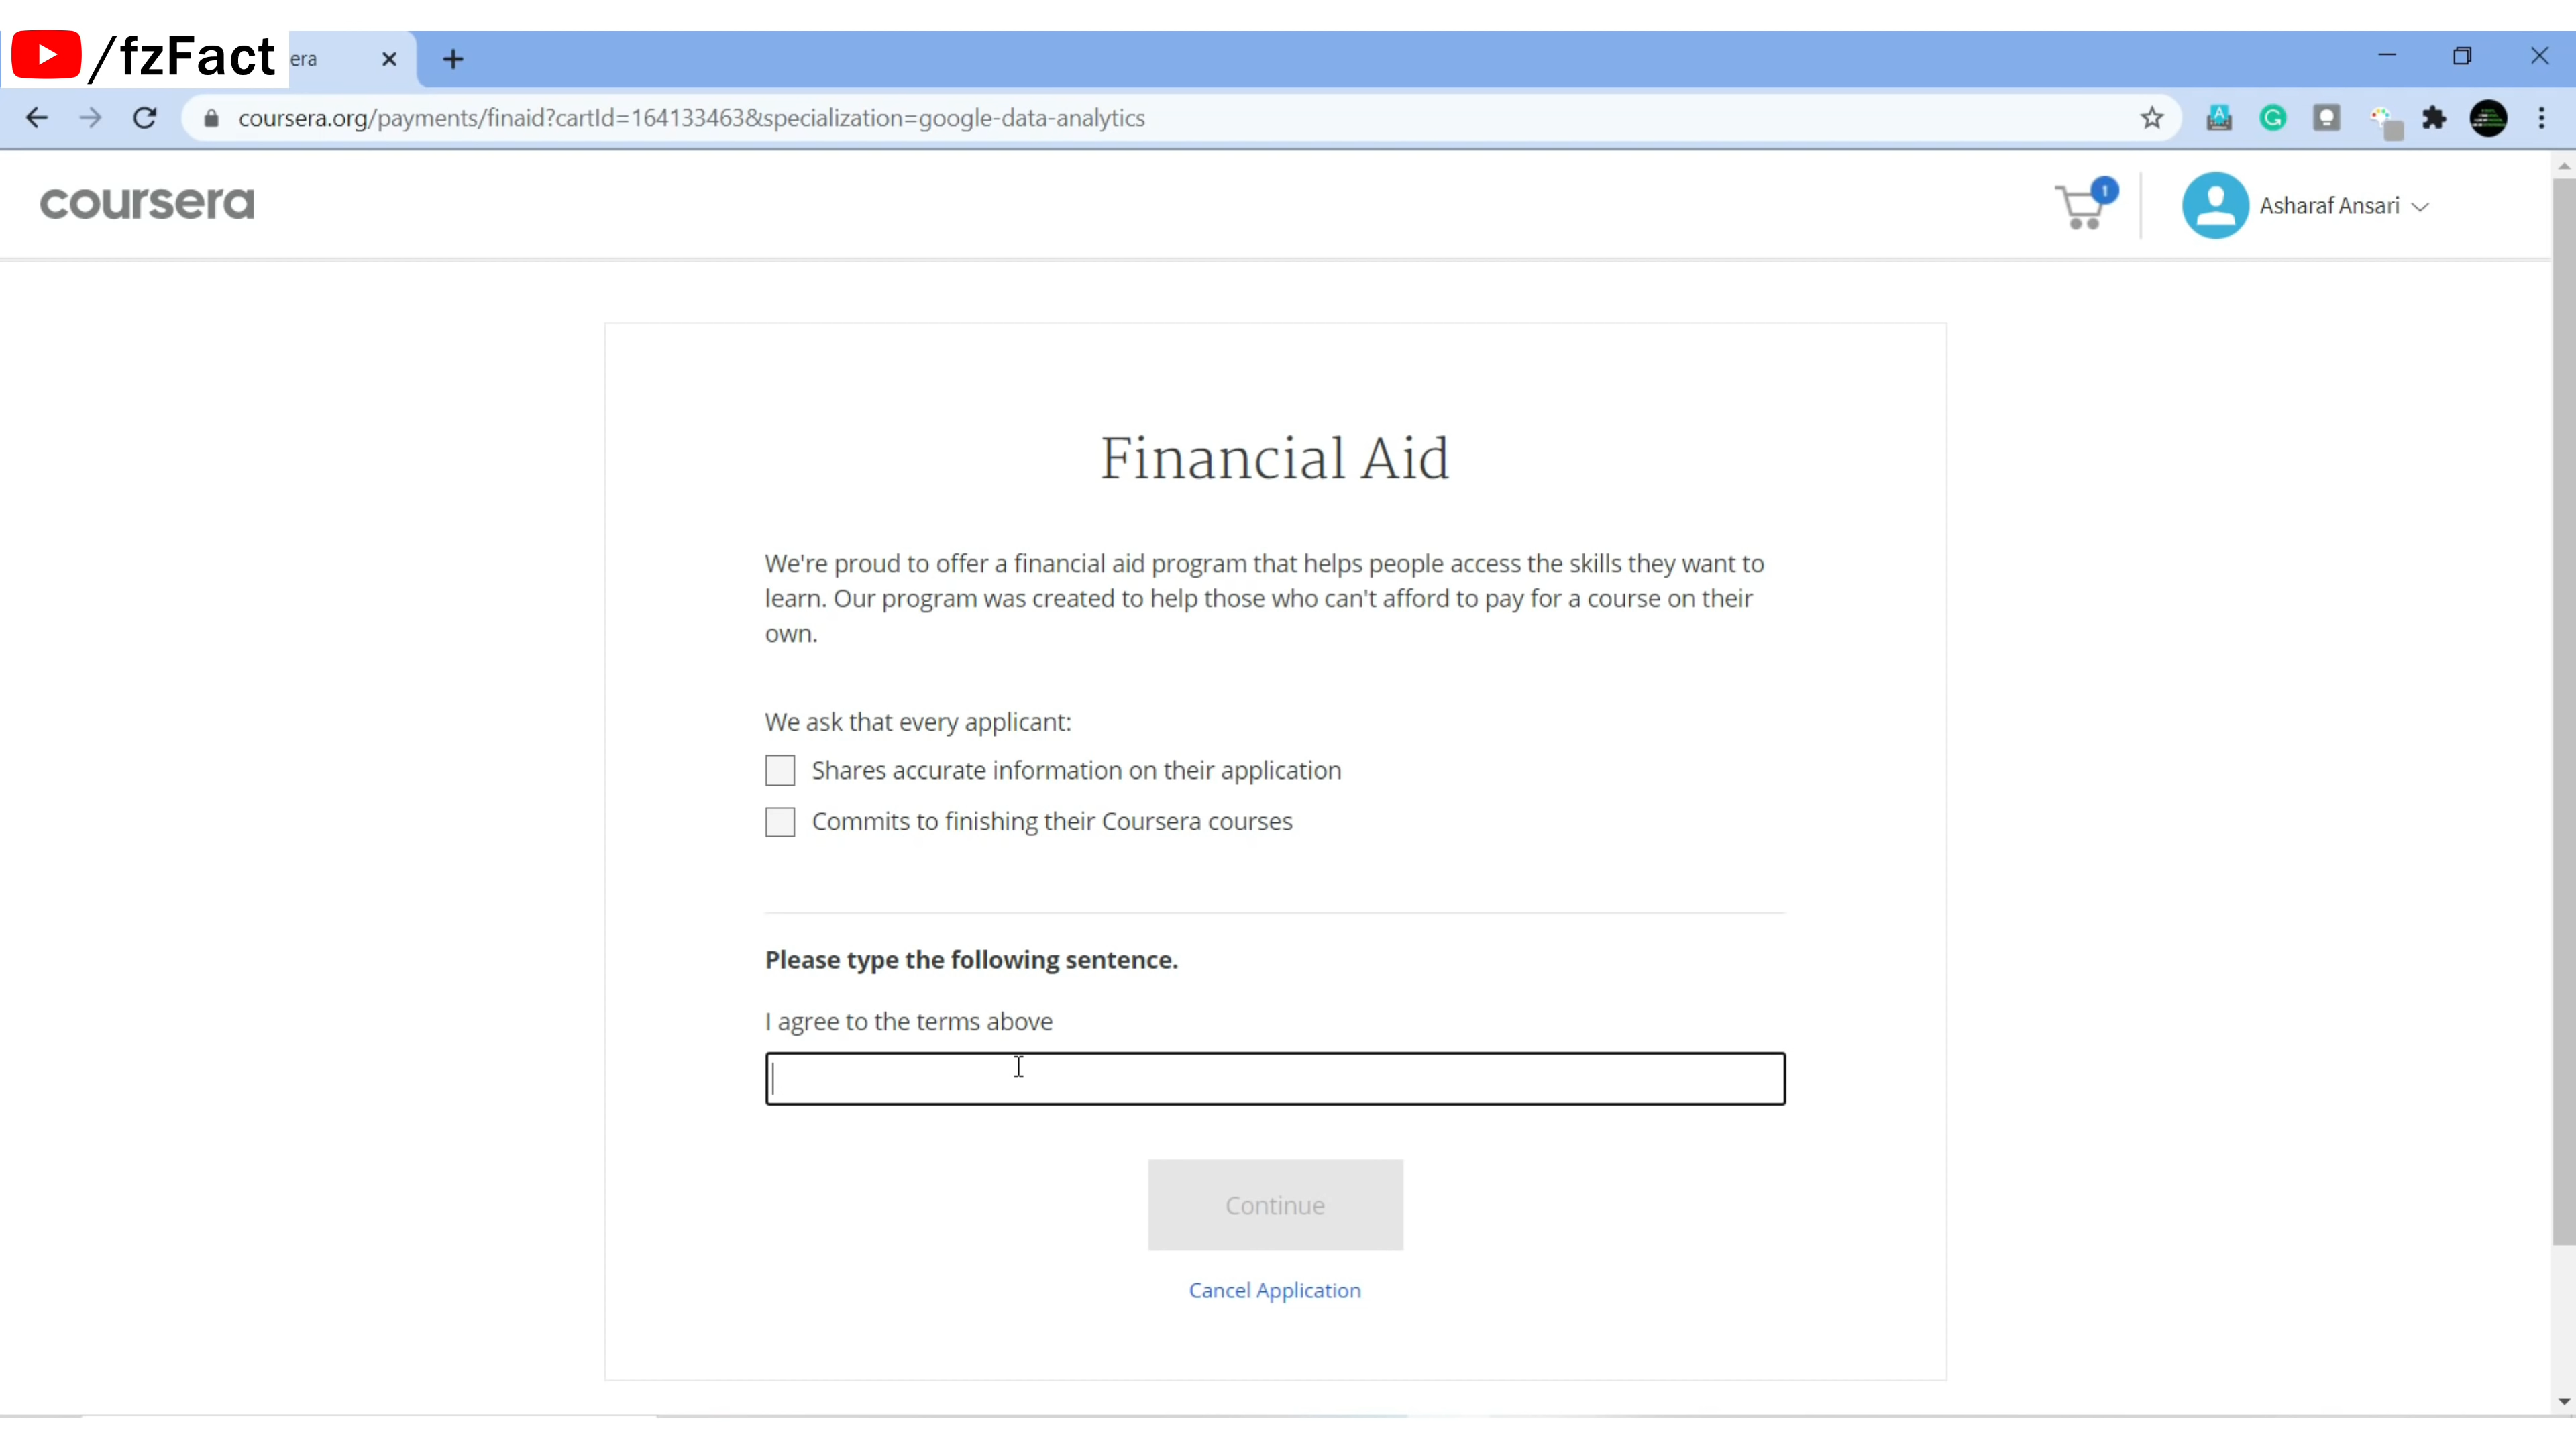 /fzFact
era
coursera.org/payments/finaid?cartId=164133463&specialization=google-data-analytics
coursera
1
Asharaf Ansari
Financial Aid
We're proud to offer a financial aid program that helps people access the skills they want to
learn. Our program was created to help those who can't afford to pay for a course on their
own.
We ask that every applicant:
Shares accurate information on their application
Commits to finishing their Coursera courses
Please type the following sentence.
I agree to the terms above
Continue
Cancel Application